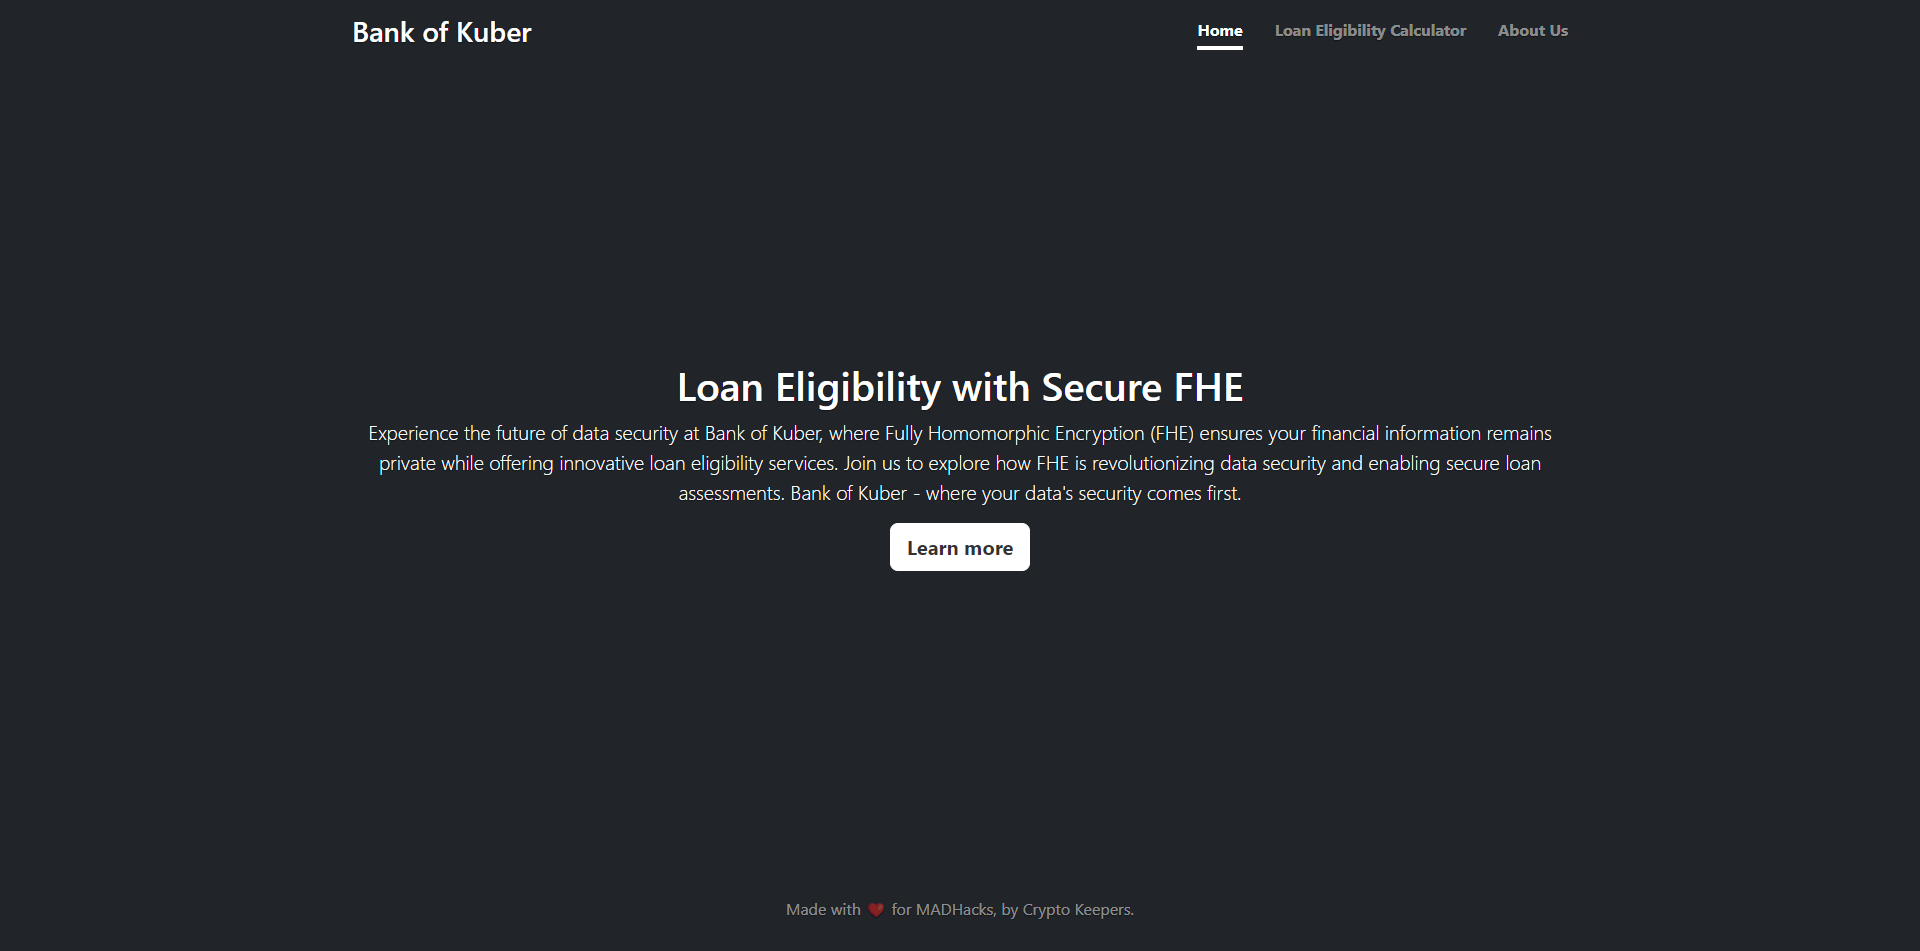 Bank of Kuber
Home
Loan Eligibility Calculator
About Us
Loan Eligibility with Secure FHE
Experience the future of data security at Bank of Kuber, where Fully Homomorphic Encryption (FHE) ensures your financial information remains
private while offering innovative loan eligibility services. Join us to explore how FHE is revolutionizing data security and enabling secure loan
assessments. Bank of Kuber - where your data's security comes first.
Learn more
Made with ❤️ for MADHacks, by Crypto Keepers.